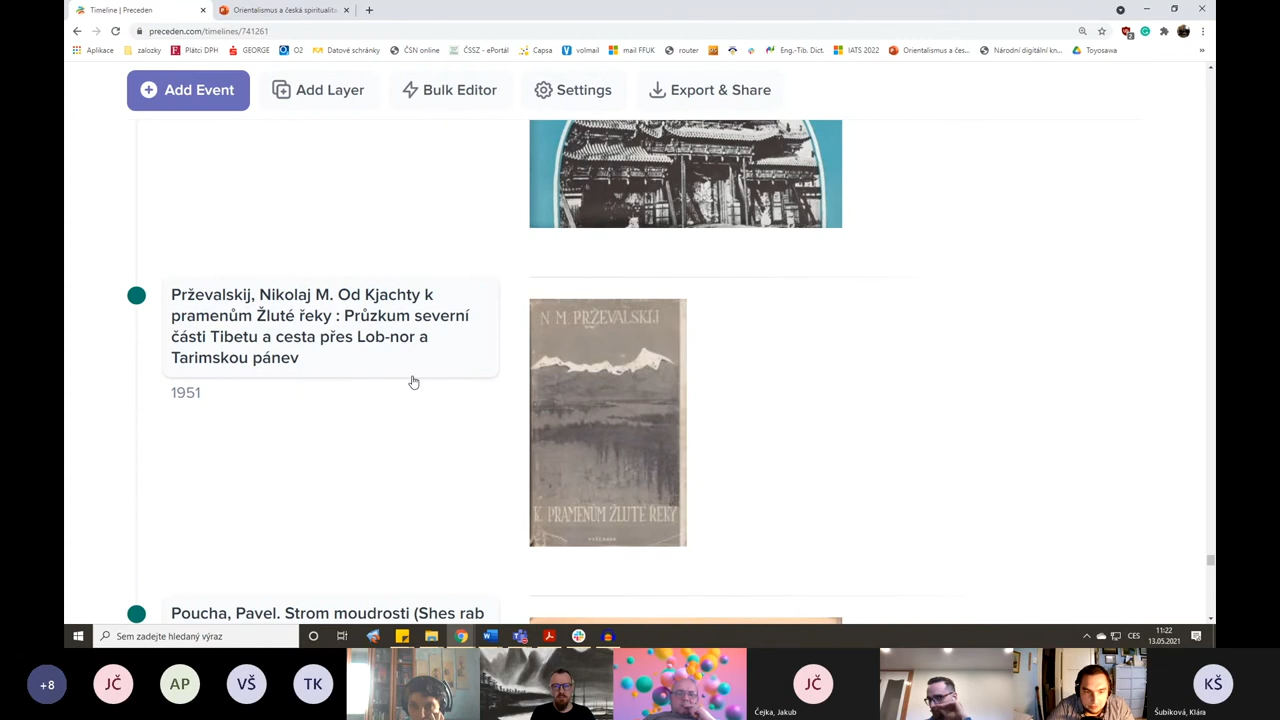 Timeline | Preceden
Orientalismus a česká spiritualita
preceden.com/timelines/741261
Aplikace
zalozky
Plátci DPH
GEORGE
O2
Datové schránky
ČSN online
ČSSZ - ePortál
Capsa
volmail
mail FFUK
router
Eng.-Tib. Dict.
IATS 2022
Orientalismus a čes...
Národní digitální kn...
Toyosawa
»
Add Event
Add Layer
Bulk Editor
Settings
Export & Share
Prževalskij, Nikolaj M. Od Kjachty k
pramenům Žluté řeky : Průzkum severní
části Tibetu a cesta přes Lob-nor a
Tarimskou pánev
1951
N. M. PRŽEVALSKIJ
K PRAMENŮM ŽLUTÉ ŘEKY
Poucha, Pavel. Strom moudrosti (Shes rab
Sem zadejte hledaný výraz
CES
11:22
13.05.2021
+8
JČ
AP
VŠ
TK
JČ
Čejka, Jakub
KŠ
Šubíková, Klára